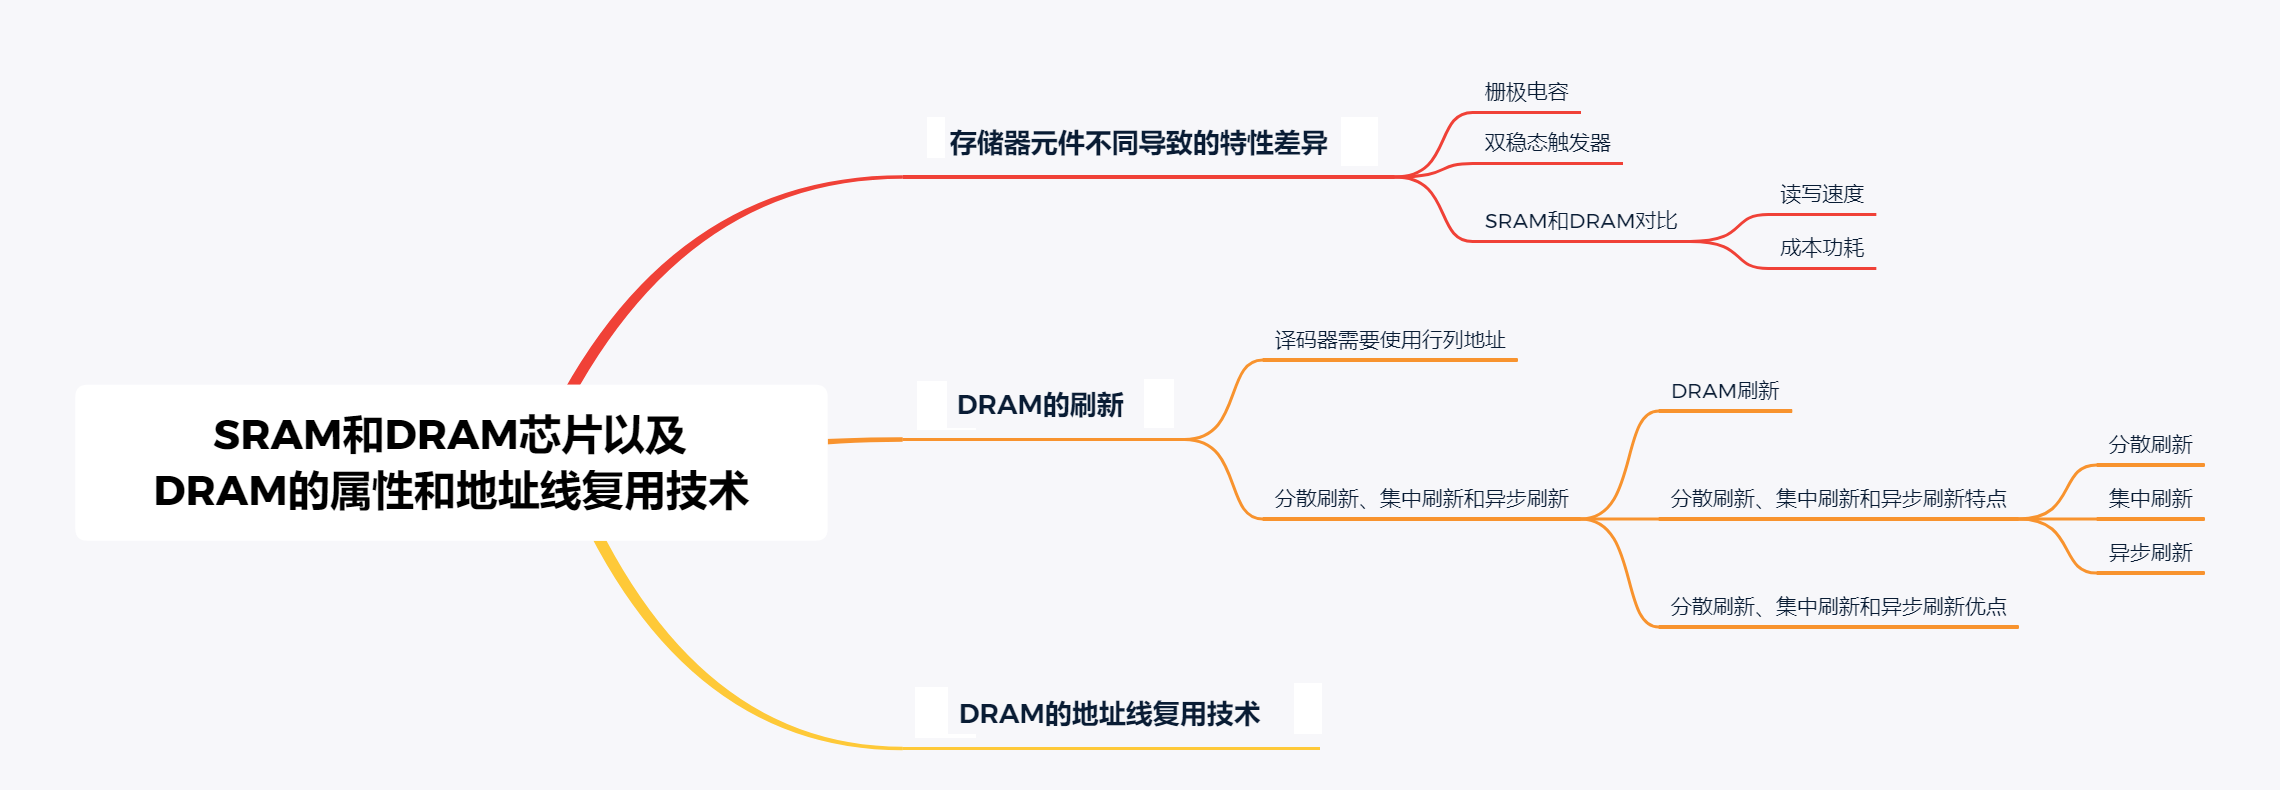 SRAM和DRAM芯片以及
DRAM的属性和地址线复用技术
存储器元件不同导致的特性差异
栅极电容
双稳态触发器
SRAM和DRAM对比
读写速度
成本功耗
DRAM的刷新
译码器需要使用行列地址
分散刷新、集中刷新和异步刷新
DRAM刷新
分散刷新、集中刷新和异步刷新特点
分散刷新
集中刷新
异步刷新
分散刷新、集中刷新和异步刷新优点
DRAM的地址线复用技术